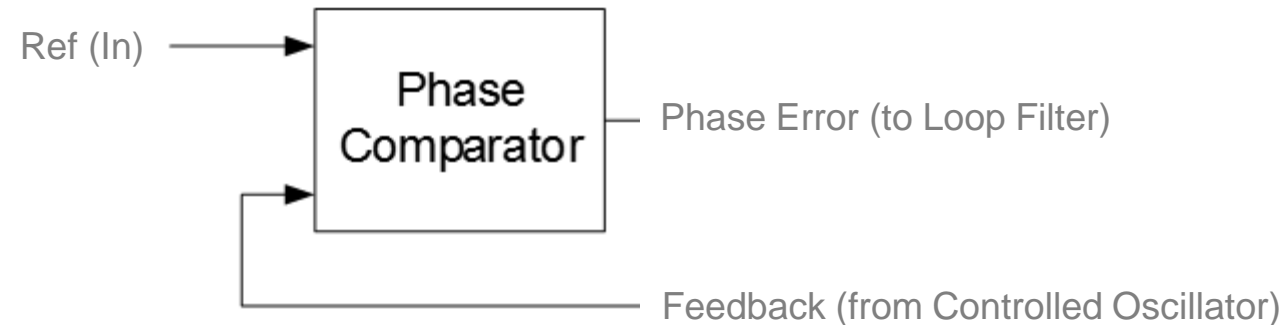 Ref (In)
Phase
Comparator
Phase Error (to Loop Filter)
Feedback (from Controlled Oscillator)